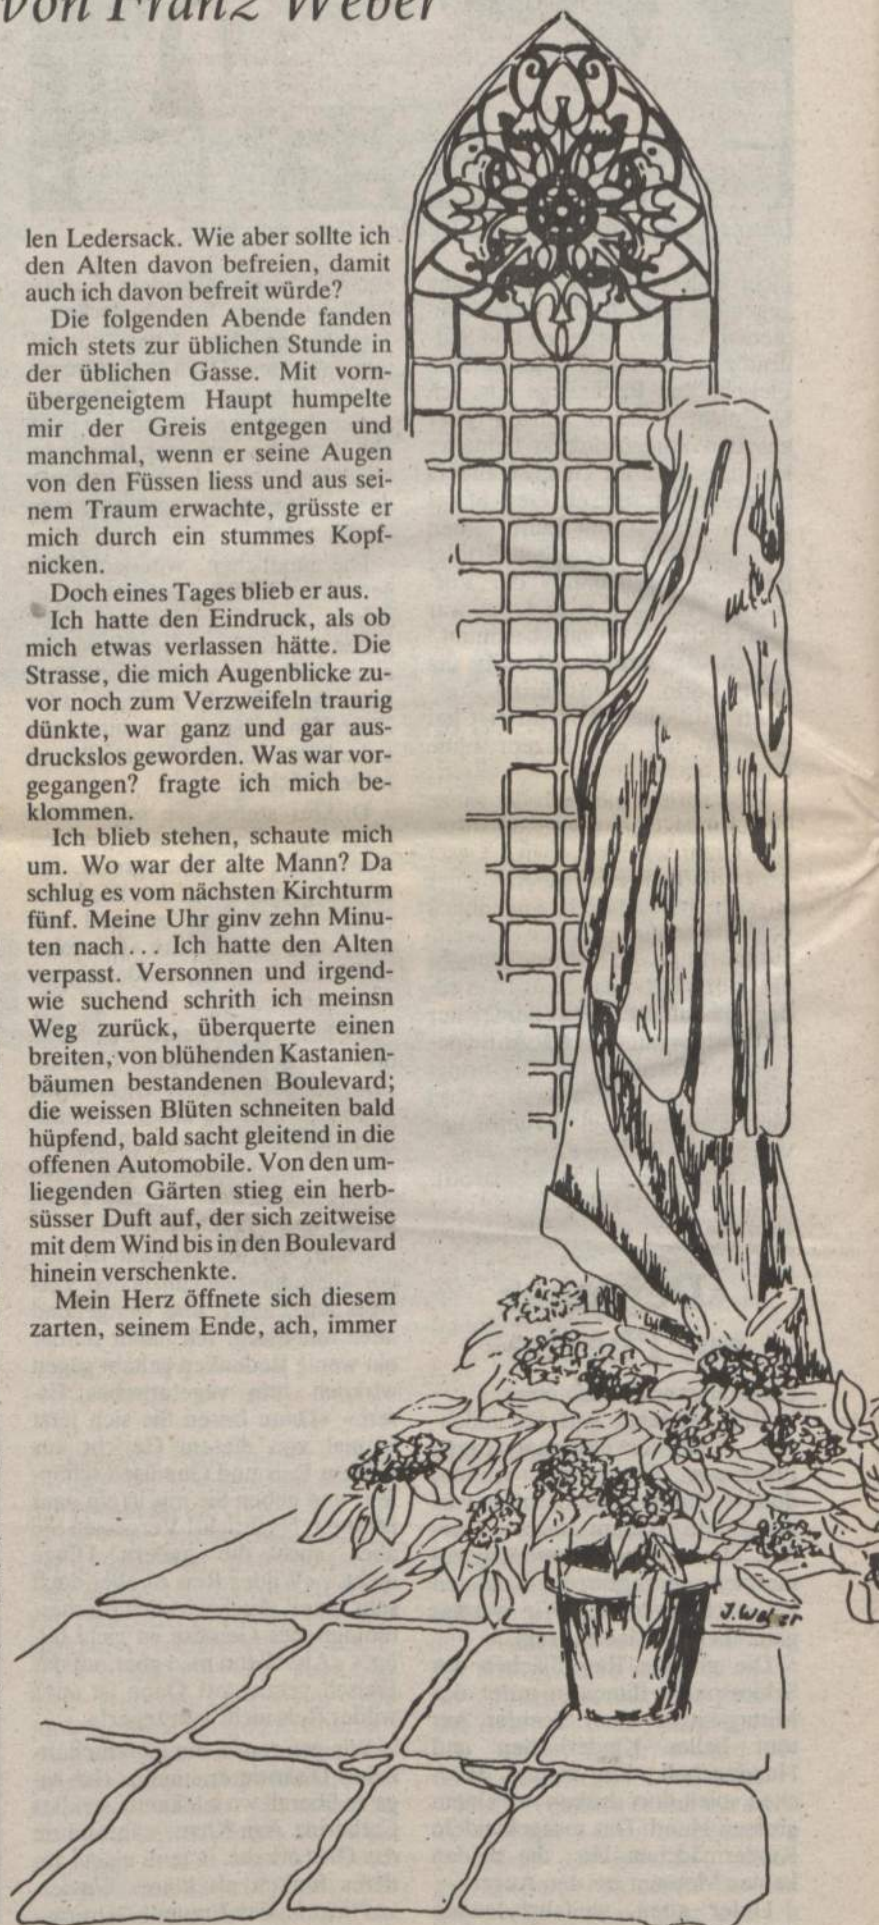 von Franz Weber
len Ledersack. Wie aber sollte ich
den Alten davon befreien, damit
auch ich davon befreit würde?
Die folgenden Abende fanden
mich stets zur üblichen Stunde in
der üblichen Gasse. Mit vorn-
übergeneigtem Haupt humpelte
mir der Greis entgegen und
manchmal, wenn er seine Augen
von den Füssen liess und aus sei-
nem Traum erwachte, grüsste er
mich durch ein stummes Kopf-
nicken.
Doch eines Tages blieb er aus.
Ich hatte den Eindruck, als ob
mich etwas verlassen hätte. Die
Strasse, die mich Augenblicke zu-
vor noch zum Verzweifeln traurig
dünkte, war ganz und gar aus-
druckslos geworden. Was war vor-
gegangen? fragte ich mich be-
klommen.
Ich blieb stehen, schaute mich
um. Wo war der alte Mann? Da
schlug es vom nächsten Kirchturm
fünf. Meine Uhr ginv zehn Minu-
ten nach... Ich hatte den Alten
verpasst. Versonnen und irgend-
wie suchend schrith ich meinsn
Weg zurück, überquerte einen
breiten, von blühenden Kastanien-
bäumen bestandenen Boulevard;
die weissen Blüten schneiten bald
hüpfend, bald sacht gleitend in die
offenen Automobile. Von den um-
liegenden Gärten stieg ein herb-
süsser Duft auf, der sich zeitweise
mit dem Wind bis in den Boulevard
hinein verschenkte.
Mein Herz öffnete sich diesem
zarten, seinem Ende, ach, immer
J. Weber